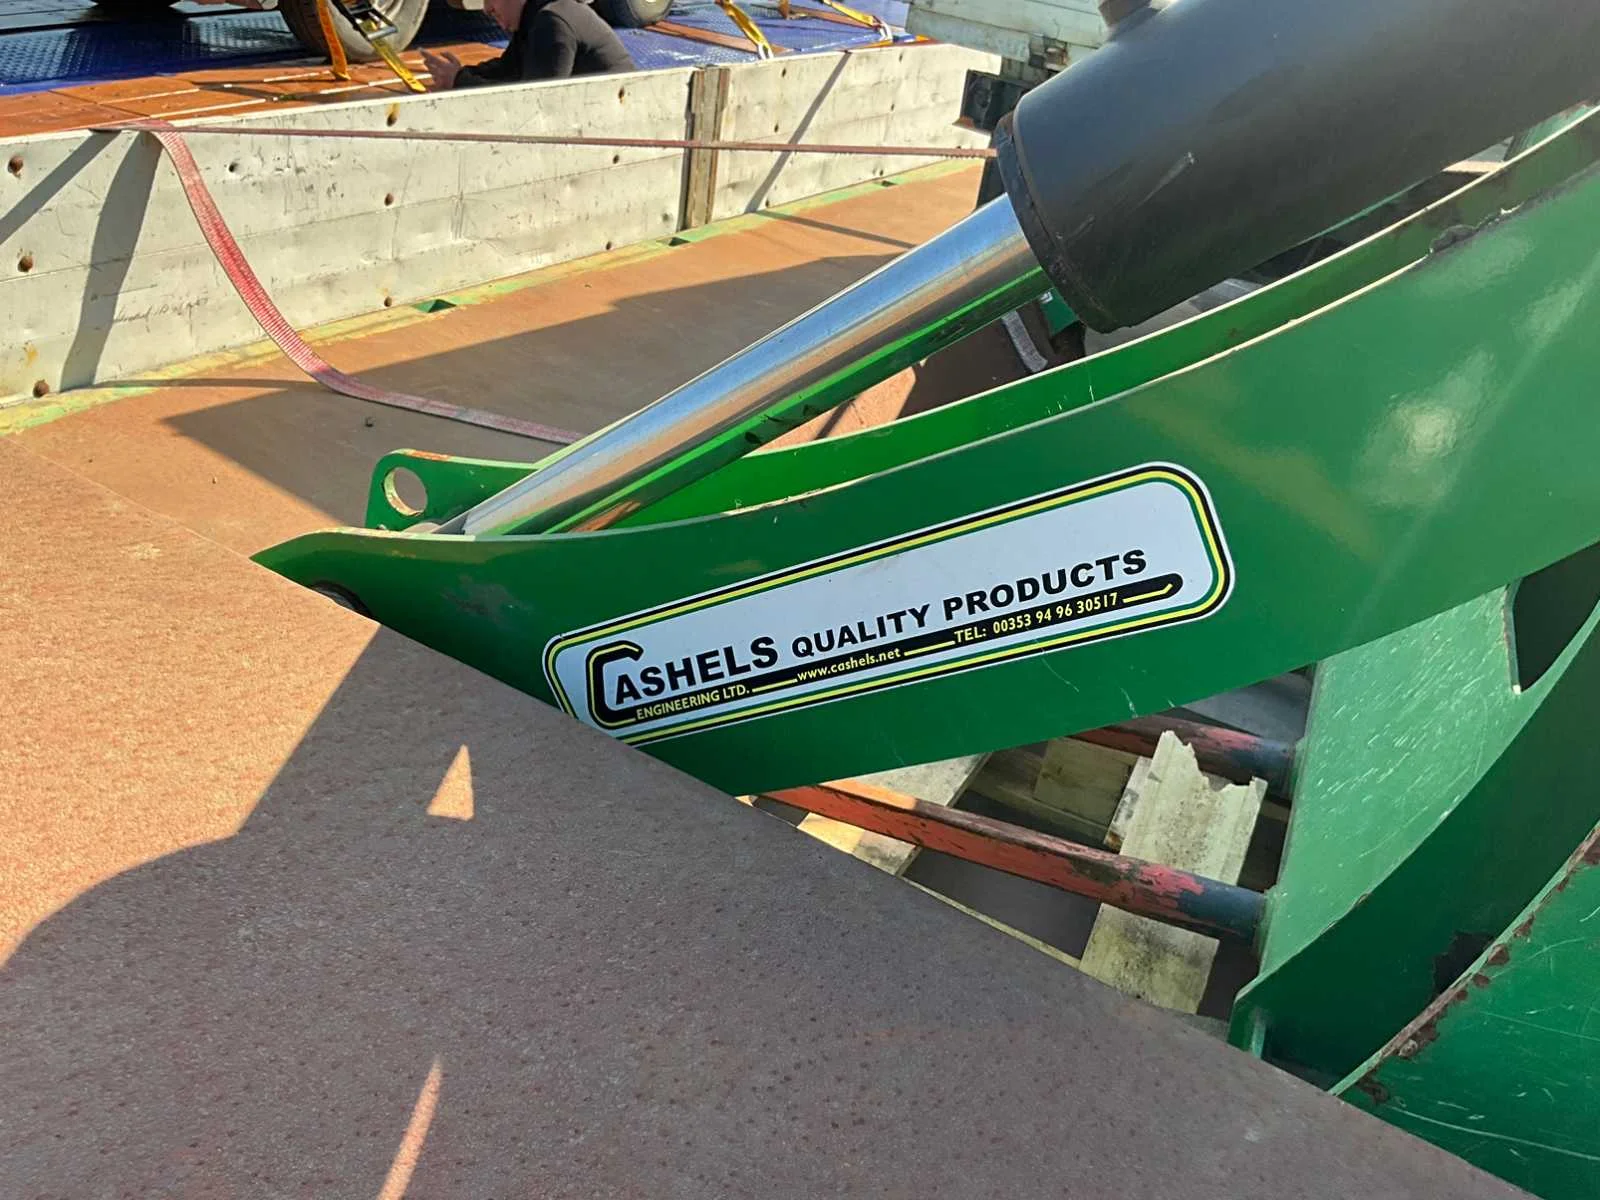 CASHELS QUALITY PRODUCTS
ENGINEERING LTD. www.cashels.net TEL: 00353 94 96 30517